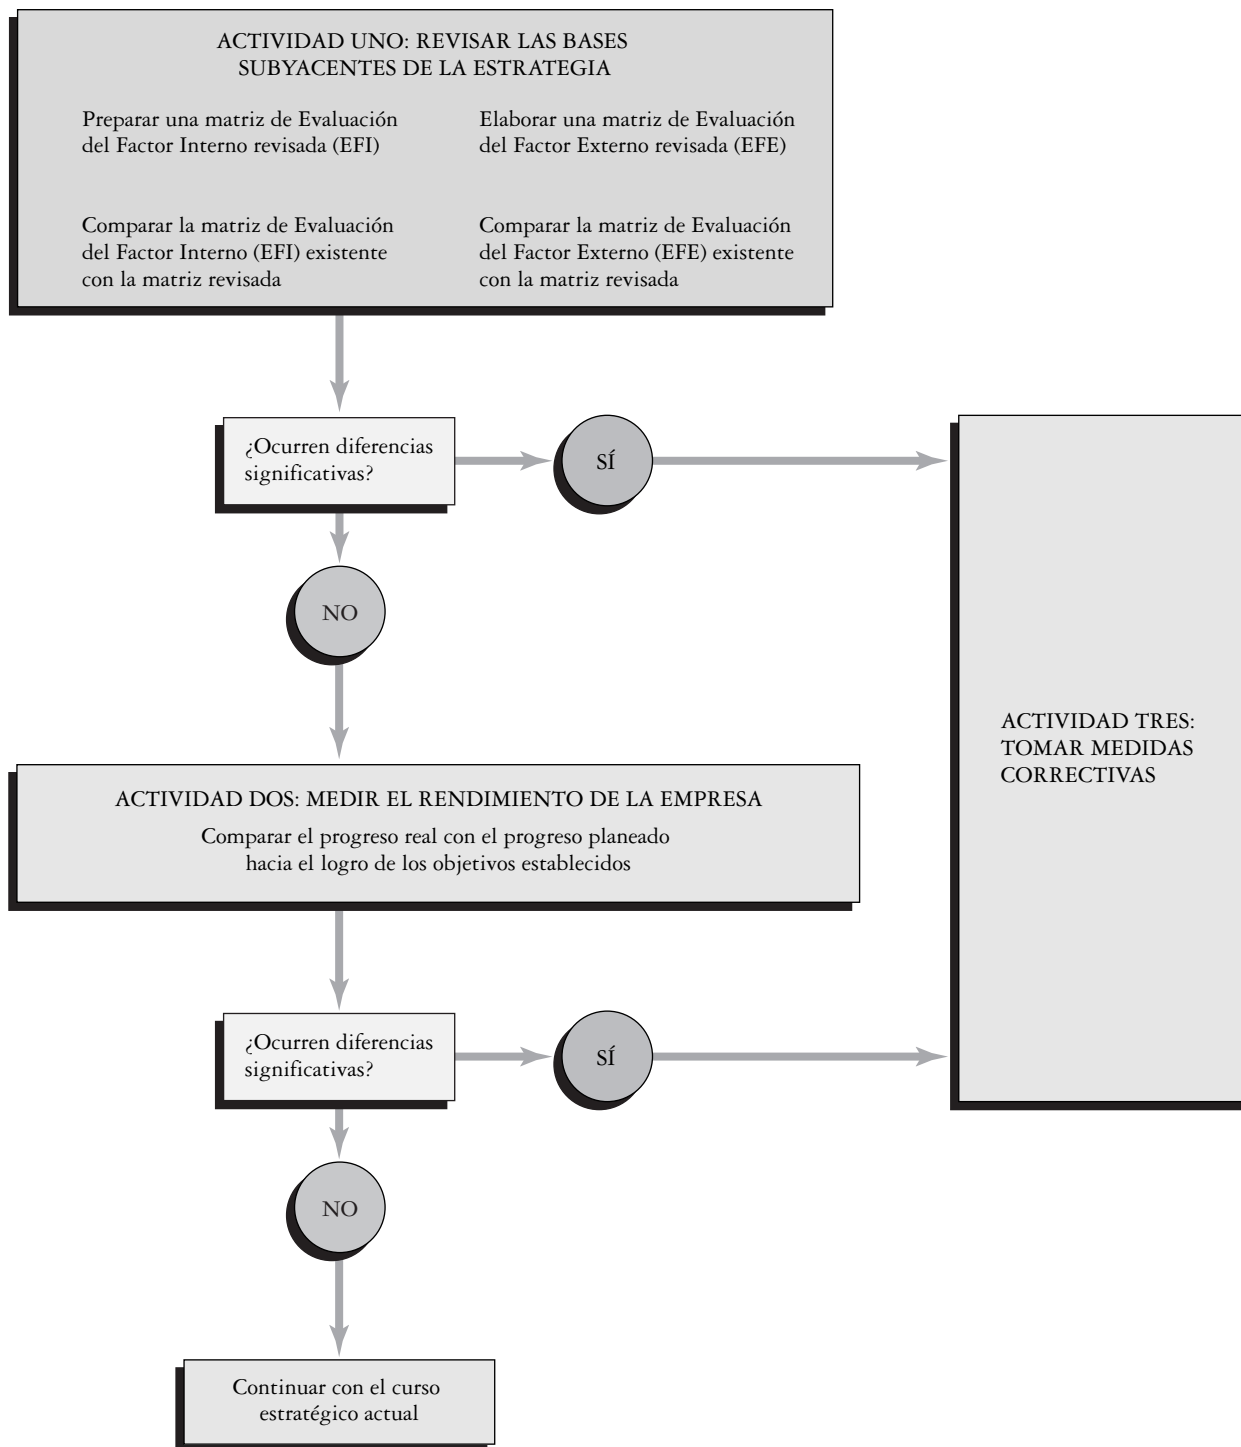 ACTIVIDAD UNO: REVISAR LAS BASES
SUBYACENTES DE LA ESTRATEGIA
Preparar una matriz de Evaluación
del Factor Interno revisada (EFI)
Elaborar una matriz de Evaluación
del Factor Externo revisada (EFE)
Comparar la matriz de Evaluación
del Factor Interno (EFI) existente
con la matriz revisada
Comparar la matriz de Evaluación
del Factor Externo (EFE) existente
con la matriz revisada
¿Ocurren diferencias
significativas?
SÍ
NO
ACTIVIDAD TRES:
TOMAR MEDIDAS
CORRECTIVAS
ACTIVIDAD DOS: MEDIR EL RENDIMIENTO DE LA EMPRESA
Comparar el progreso real con el progreso planeado
hacia el logro de los objetivos establecidos
¿Ocurren diferencias
significativas?
SÍ
NO
Continuar con el curso
estratégico actual